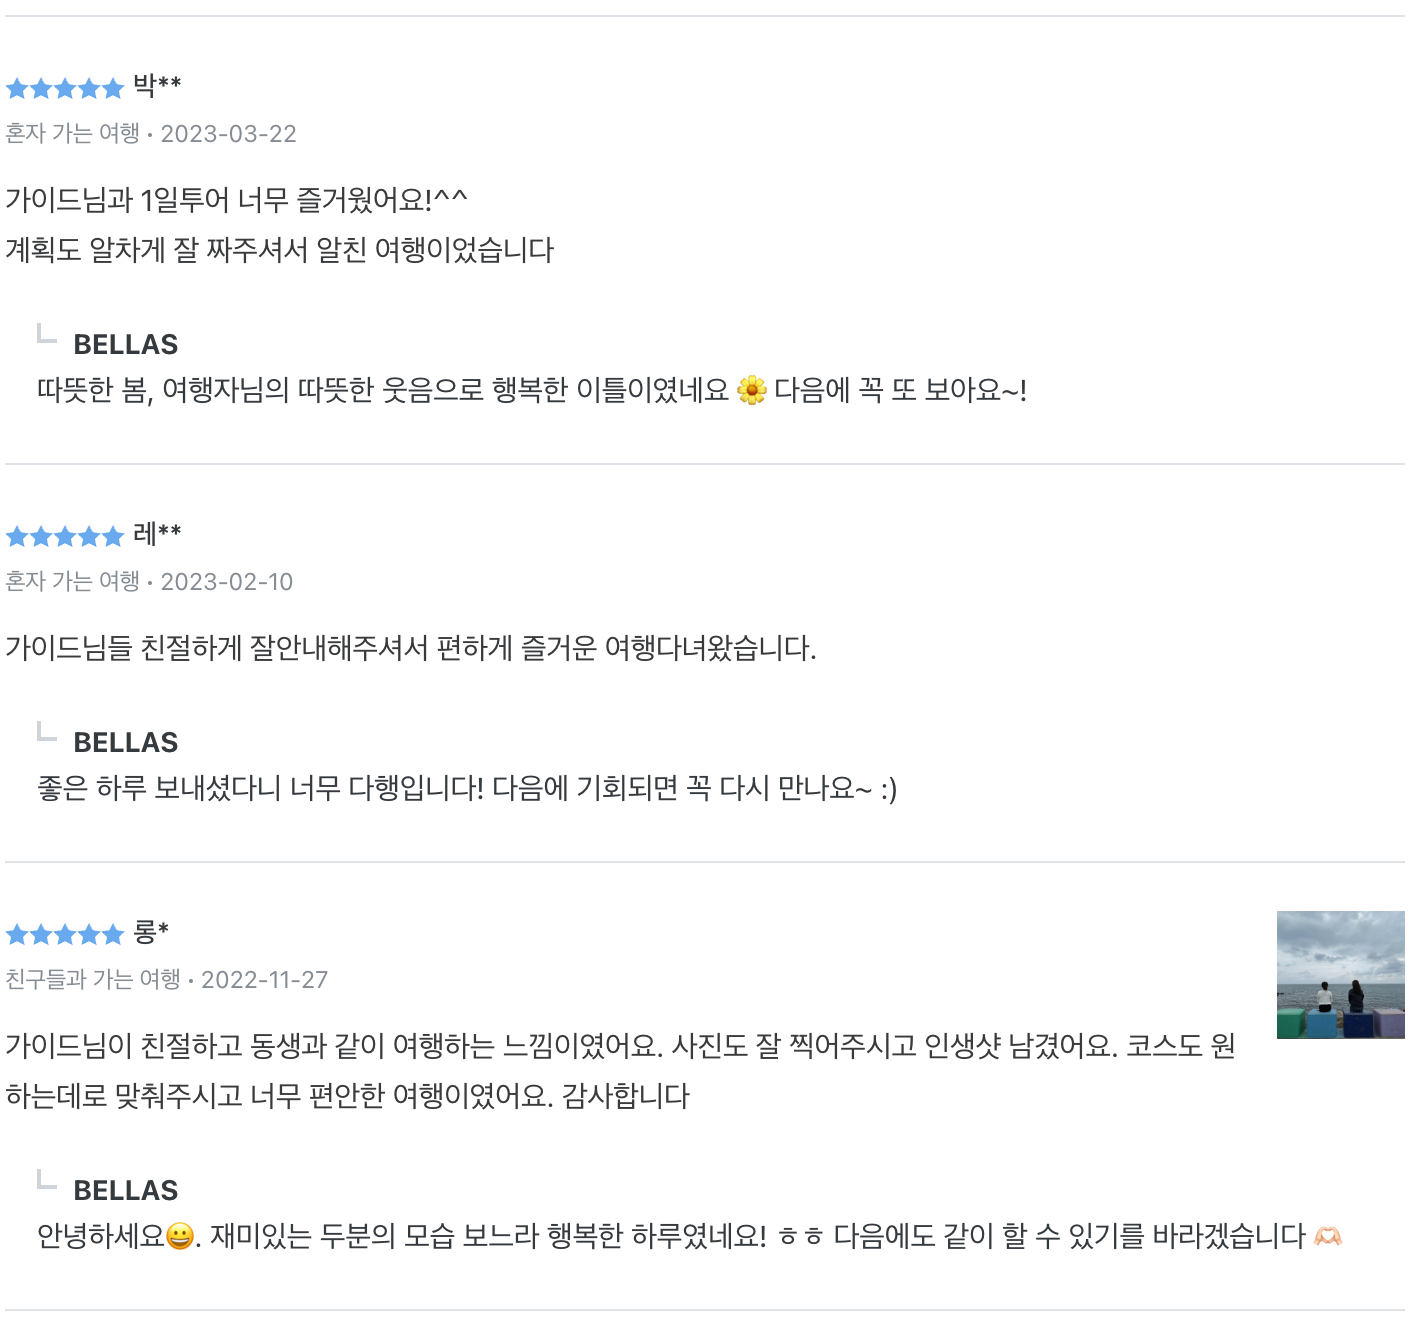 박**
혼자 가는 여행 • 2023-03-22
가이드님과 1일투어 너무 즐거웠어요!^^
계획도 알차게 잘 짜주셔서 알친 여행이었습니다
BELLAS
따뜻한 봄, 여행자님의 따뜻한 웃음으로 행복한 이틀이였네요 🌼 다음에 꼭 또 보아요~!
레**
혼자 가는 여행 • 2023-02-10
가이드님들 친절하게 잘안내해주셔서 편하게 즐거운 여행다녀왔습니다.
BELLAS
좋은 하루 보내셨다니 너무 다행입니다! 다음에 기회되면 꼭 다시 만나요~ :)
롱*
친구들과 가는 여행 • 2022-11-27
가이드님이 친절하고 동생과 같이 여행하는 느낌이였어요. 사진도 잘 찍어주시고 인생샷 남겼어요. 코스도 원
하는데로 맞춰주시고 너무 편안한 여행이였어요. 감사합니다
BELLAS
안녕하세요😀. 재미있는 두분의 모습 보느라 행복한 하루였네요! ㅎㅎ 다음에도 같이 할 수 있기를 바라겠습니다 🫶🏻